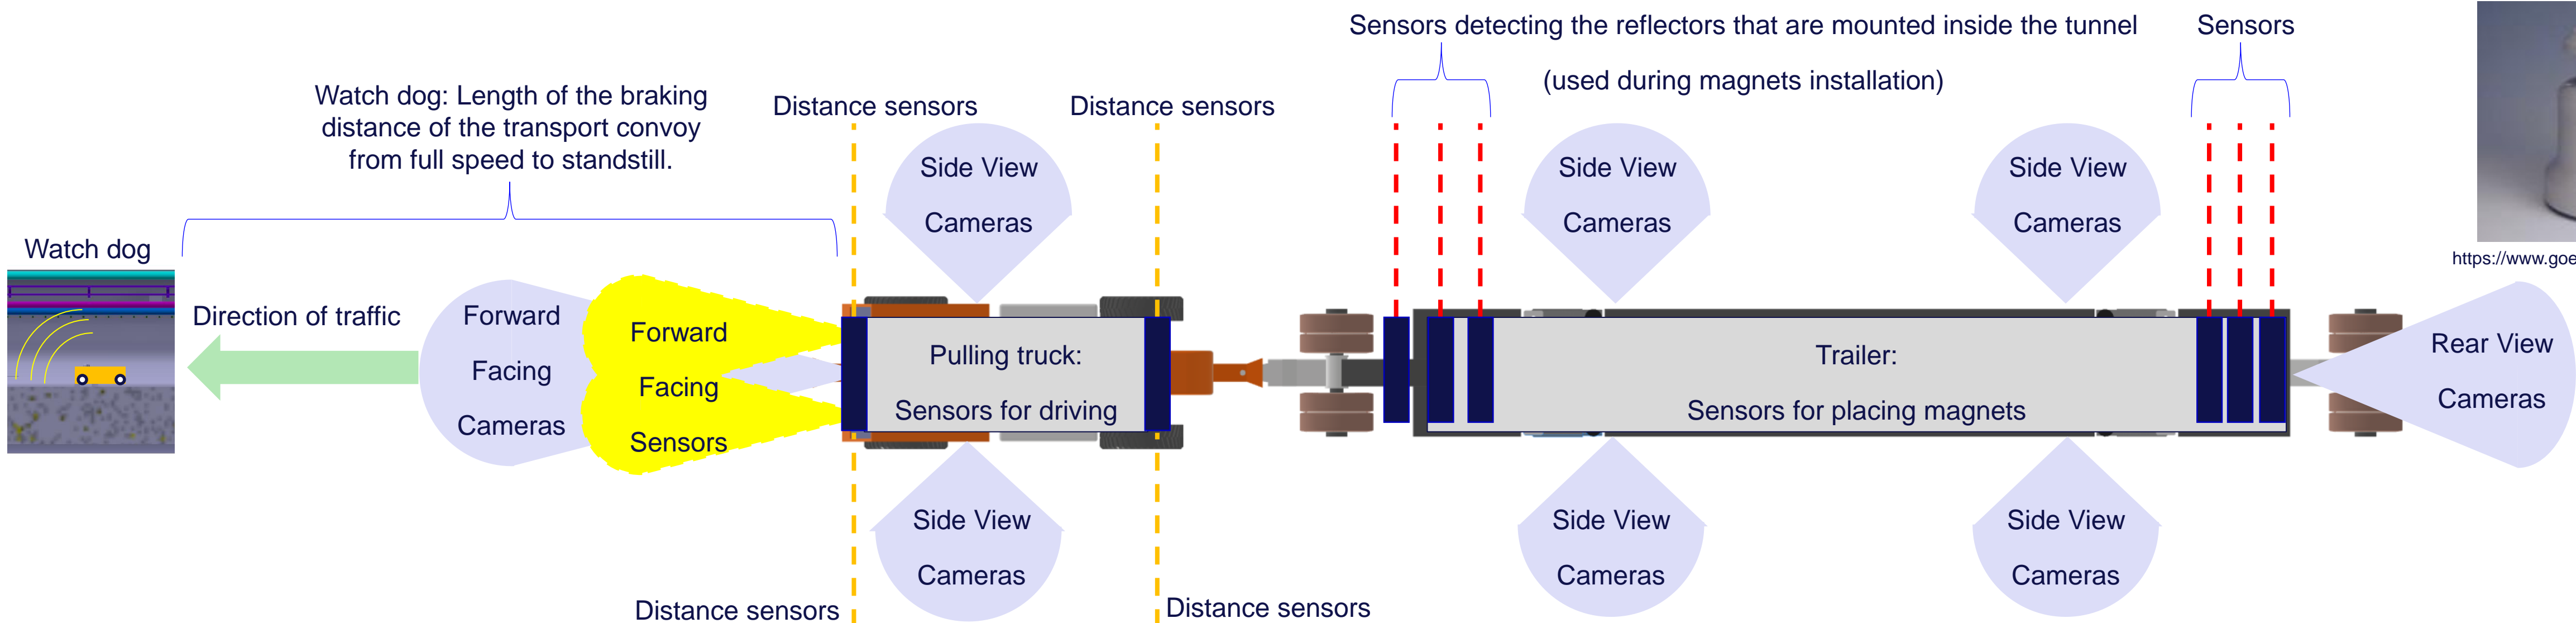 Sensors detecting the reflectors that are mounted inside the tunnel
(used during magnets installation)
Sensors
Watch dog: Length of the braking
distance of the transport convoy
from full speed to standstill.
Distance sensors
Distance sensors
Side View
Cameras
Side View
Cameras
Side View
Cameras
https://www.goe
Watch dog
Direction of traffic
Forward
Facing
Cameras
Forward
Facing
Sensors
Pulling truck:
Sensors for driving
Trailer:
Sensors for placing magnets
Rear View
Cameras
Side View
Cameras
Side View
Cameras
Side View
Cameras
Distance sensors
Distance sensors